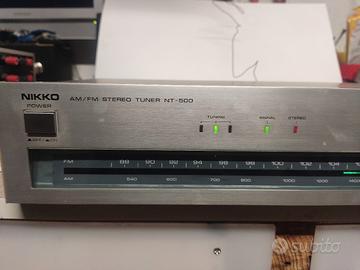 NIKKO AM/FM STEREO TUNER NT-500
POWER
TUNING SIGNAL STEREO
FM 88 90 92 94 96 98 100 102 104
AM 540 600 700 800 1000 1200 1400
subito